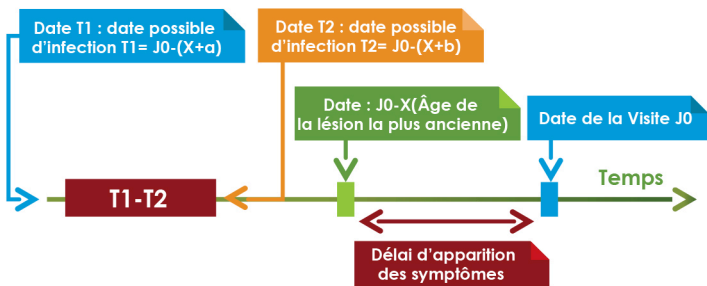 Date T1 : date possible
d'infection T1= J0-(X+a)
Date T2 : date possible
d'infection T2= J0-(X+b)
Date : J0-X(Âge de
la lésion la plus ancienne)
Date de la Visite J0
Temps
T1-T2
Délai d'apparition
des symptômes